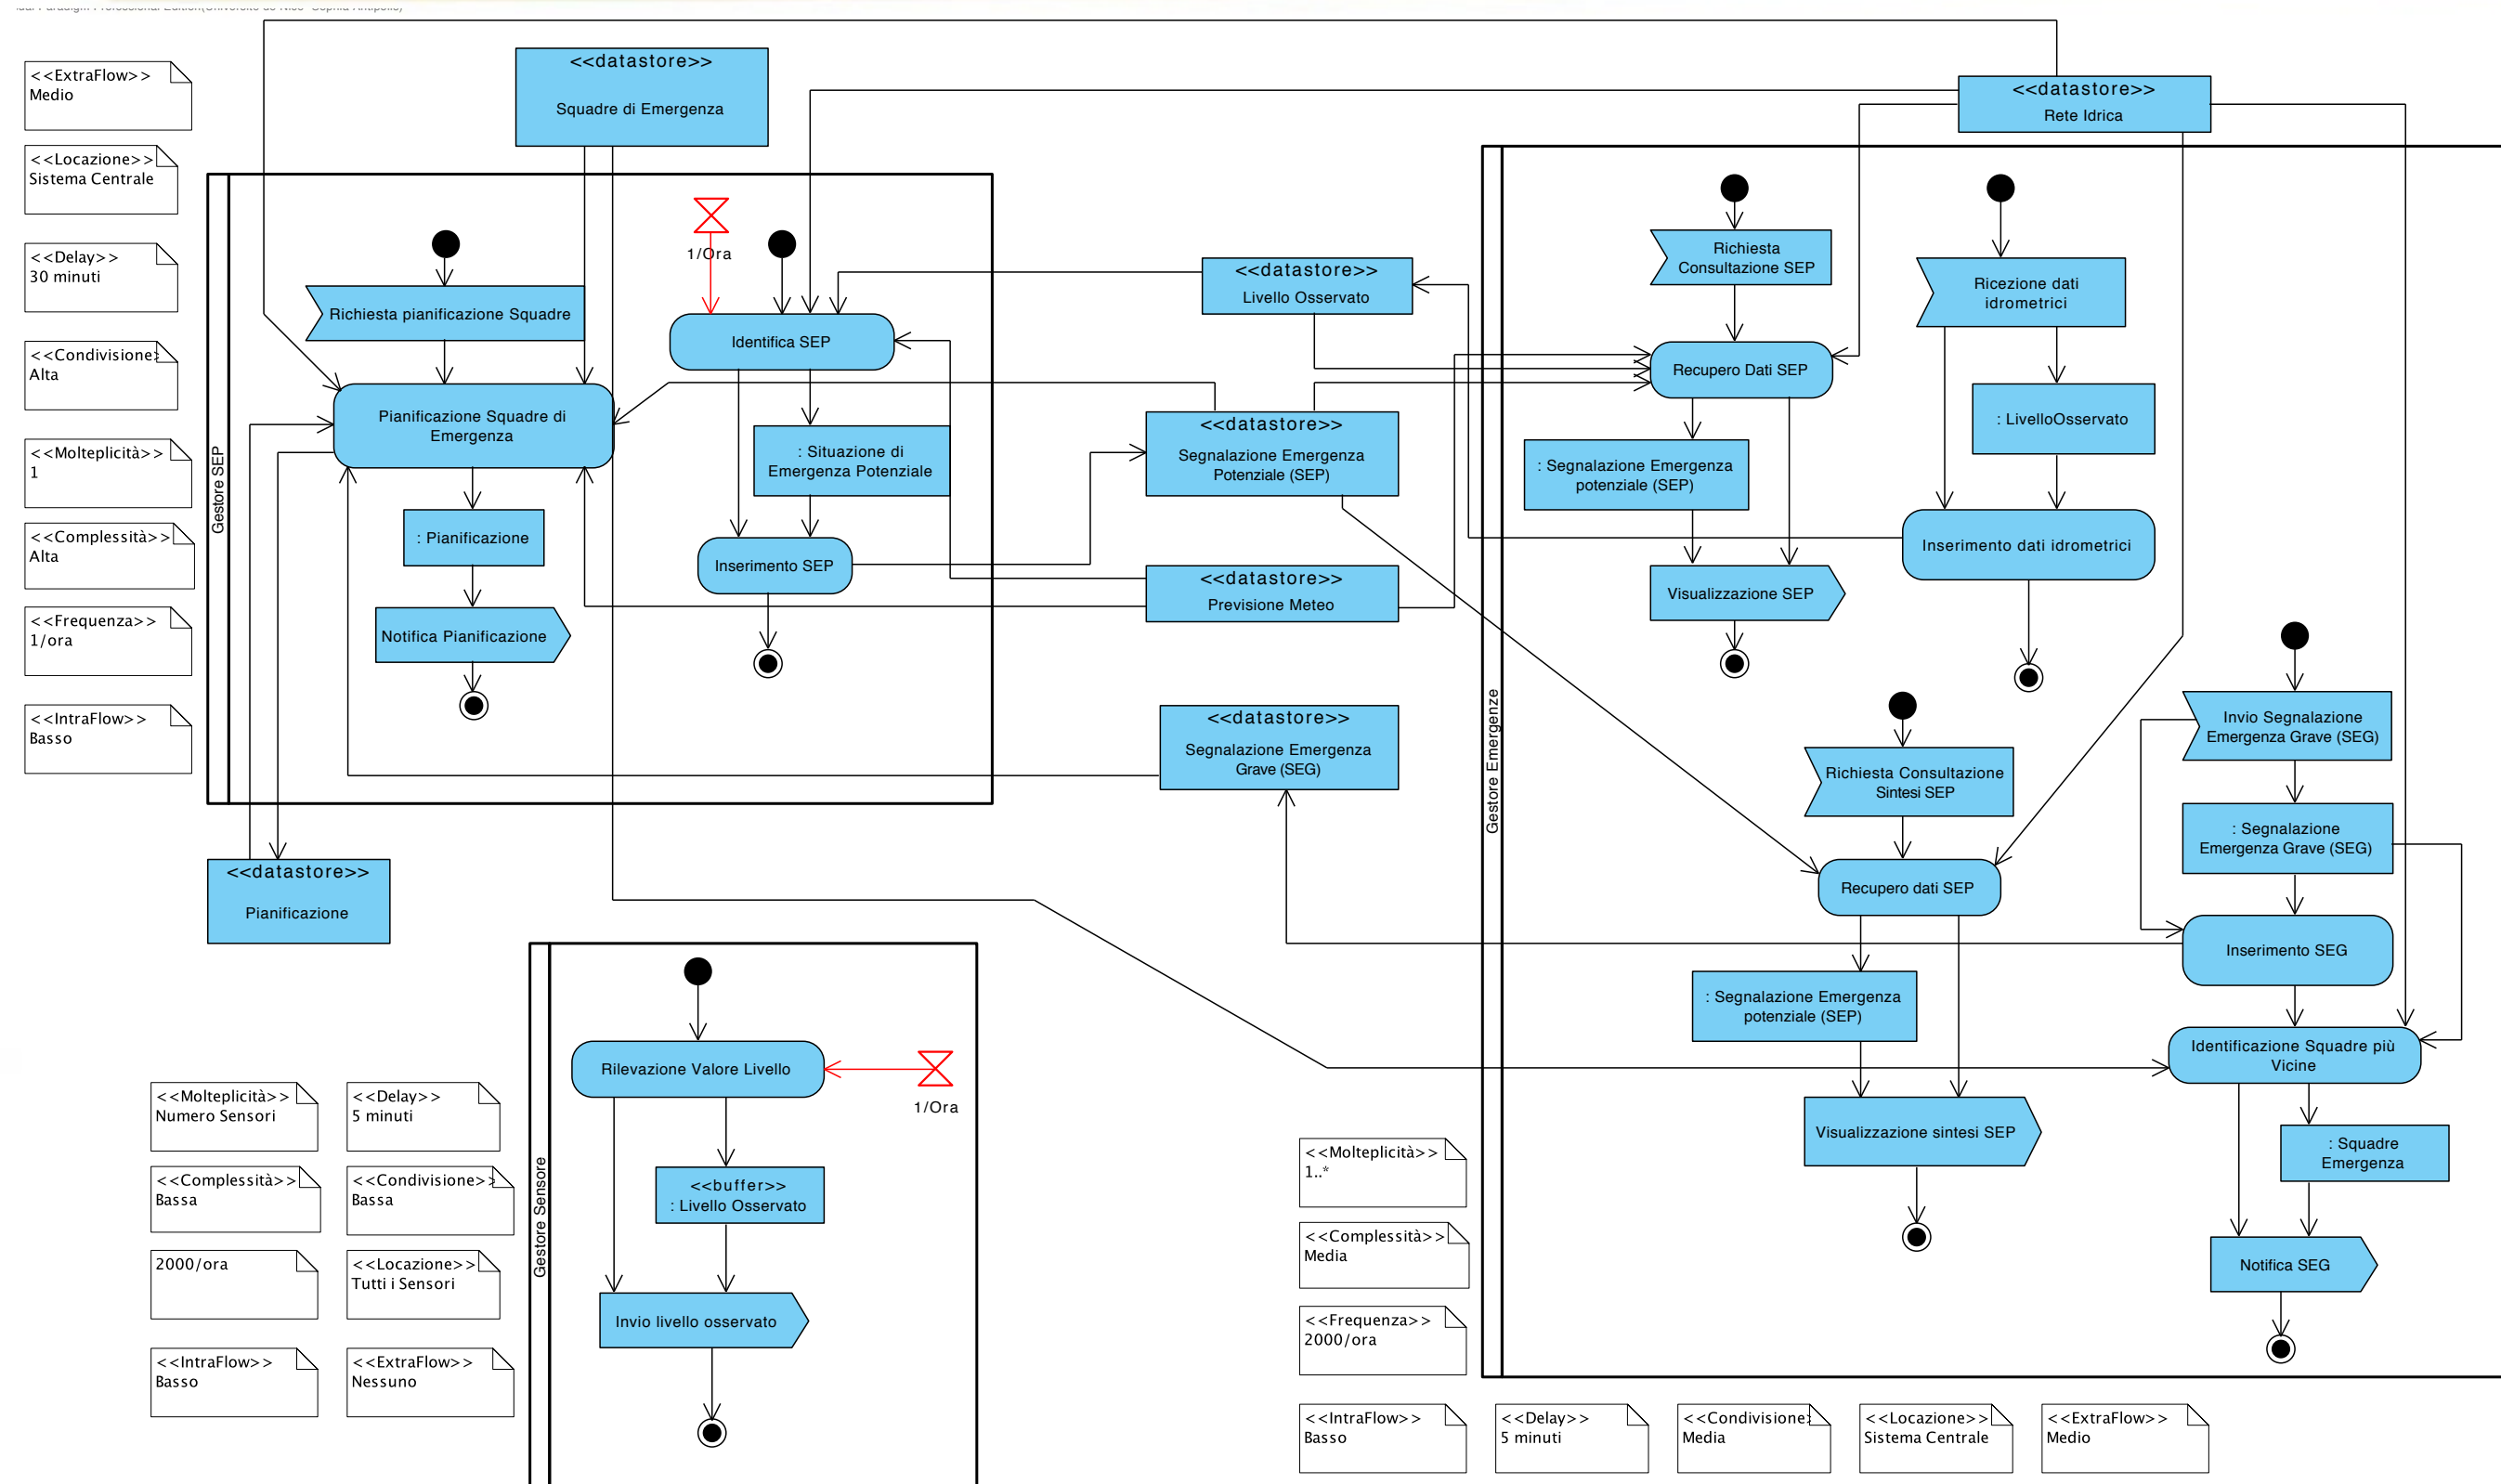 <<ExtraFlow>>
Medio
<<Locazione>>
Sistema Centrale
<<Delay>>
30 minuti
<<Condivisione>
Alta
<<Molteplicità>>
1
<<Complessità>>
Alta
<<Frequenza>>
1/ora
<<IntraFlow>>
Basso
<<datastore>>
Squadre di Emergenza
<<datastore>>
Rete Idrica
Gestore SEP
1/Ora
Richiesta pianificazione Squadre
Identifica SEP
Pianificazione Squadre di
Emergenza
: Situazione di
Emergenza Potenziale
: Pianificazione
Inserimento SEP
Notifica Pianificazione
<<datastore>>
Livello Osservato
<<datastore>>
Segnalazione Emergenza
Potenziale (SEP)
<<datastore>>
Previsione Meteo
<<datastore>>
Segnalazione Emergenza
Grave (SEG)
<<datastore>>
Pianificazione
Gestore Emergenze
Richiesta
Consultazione SEP
Ricezione dati
idrometrici
Recupero Dati SEP
: LivelloOsservato
: Segnalazione Emergenza
potenziale (SEP)
Inserimento dati idrometrici
Visualizzazione SEP
Invio Segnalazione
Emergenza Grave (SEG)
Richiesta Consultazione
Sintesi SEP
: Segnalazione
Emergenza Grave (SEG)
Recupero dati SEP
Inserimento SEG
: Segnalazione Emergenza
potenziale (SEP)
Identificazione Squadre più
Vicine
Visualizzazione sintesi SEP
: Squadre
Emergenza
Notifica SEG
Gestore Sensore
Rilevazione Valore Livello
1/Ora
<<buffer>>
: Livello Osservato
Invio livello osservato
<<Molteplicità>>
Numero Sensori
<<Delay>>
5 minuti
<<Complessità>>
Bassa
<<Condivisione>>
Bassa
2000/ora
<<Locazione>>
Tutti i Sensori
<<IntraFlow>>
Basso
<<ExtraFlow>>
Nessuno
<<Molteplicità>>
1..*
<<Complessità>>
Media
<<Frequenza>>
2000/ora
<<IntraFlow>>
Basso
<<Delay>>
5 minuti
<<Condivisione>
Media
<<Locazione>>
Sistema Centrale
<<ExtraFlow>>
Medio